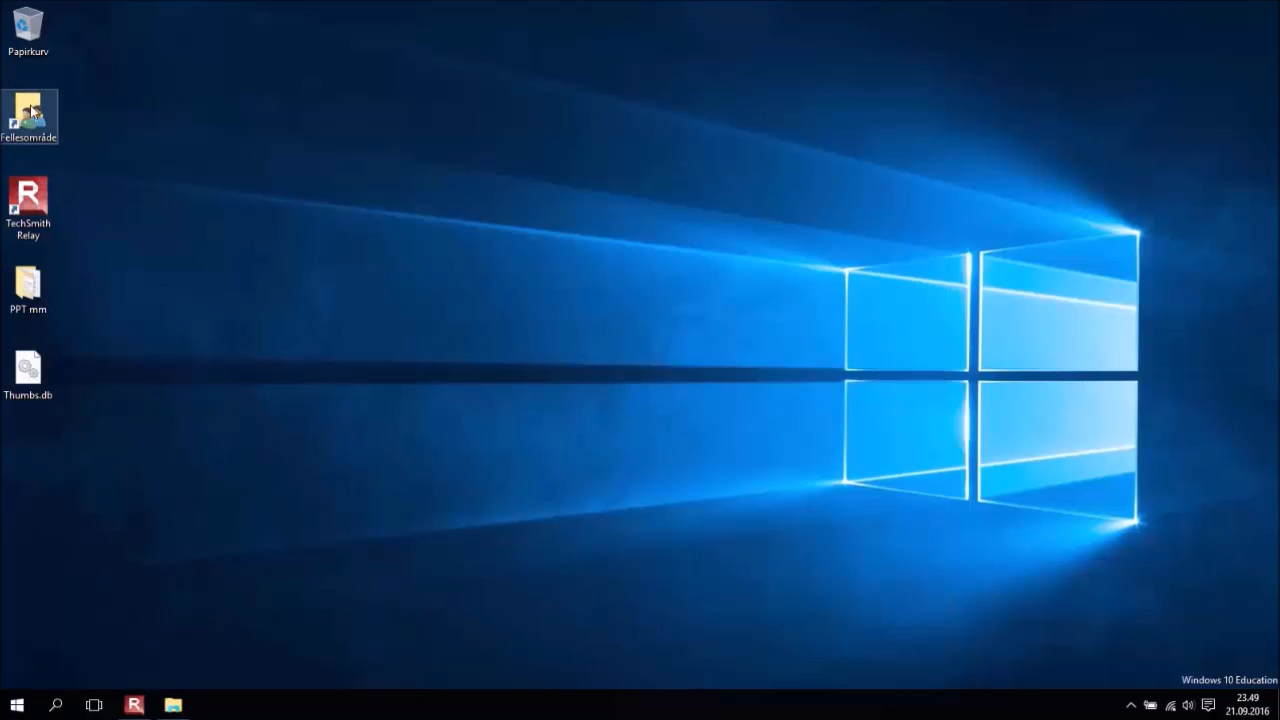 Papirkurv
Fellesområde
R
TechSmith
Relay
PPT mm
Thumbs.db
Windows 10 Education
R
23.49
21.09.2016